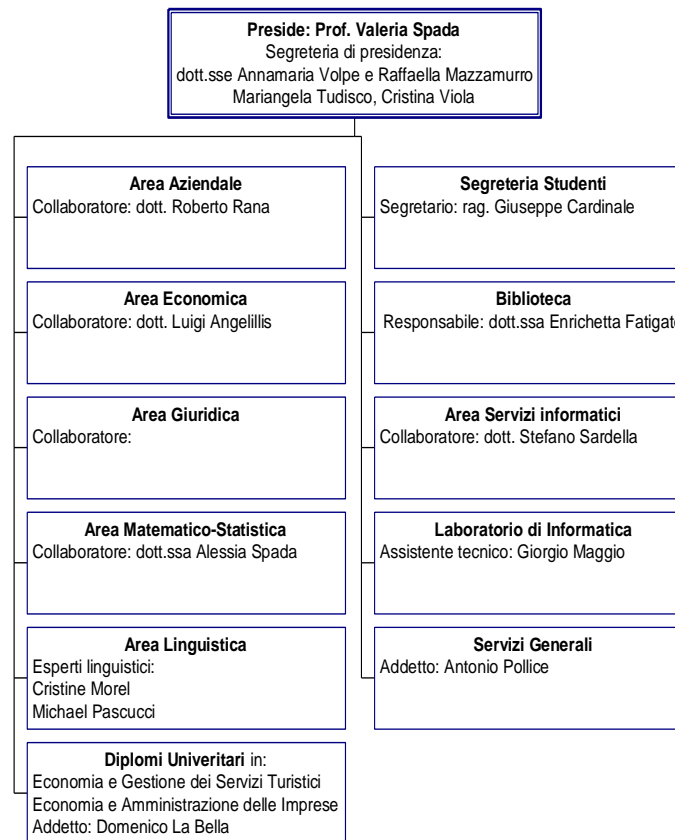 Preside: Prof. Valeria Spada
Segreteria di presidenza:
dott.sse Annamaria Volpe e Raffaella Mazzamurro
Mariangela Tudisco, Cristina Viola
Area Aziendale
Collaboratore: dott. Roberto Rana
Area Economica
Collaboratore: dott. Luigi Angelillis
Area Giuridica
Collaboratore:
Area Matematico-Statistica
Collaboratore: dott.ssa Alessia Spada
Area Linguistica
Esperti linguistici:
Cristine Morel
Michael Pascucci
Diplomi Univeritari in:
Economia e Gestione dei Servizi Turistici
Economia e Amministrazione delle Imprese
Addetto: Domenico La Bella
Segreteria Studenti
Segretario: rag. Giuseppe Cardinale
Biblioteca
Responsabile: dott.ssa Enrichetta Fatigato
Area Servizi informatici
Collaboratore: dott. Stefano Sardella
Laboratorio di Informatica
Assistente tecnico: Giorgio Maggio
Servizi Generali
Addetto: Antonio Pollice